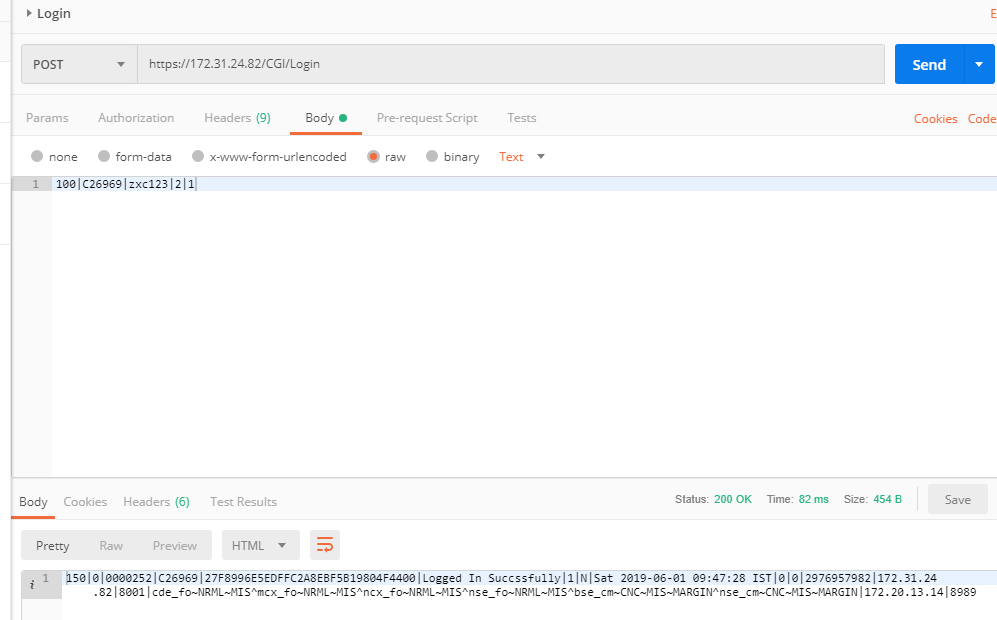 Login
E
POST
https://172.31.24.82/CGI/Login
Send
Params Authorization Headers (9) Body Pre-request Script Tests Cookies Code
none form-data x-www-form-urlencoded raw binary Text
1 100|C26969|zxc123|2|1|
Body Cookies Headers (6) Test Results Status: 200 OK Time: 82 ms Size: 454 B Save
Pretty Raw Preview HTML
i 1 150|0|0000252|C26969|27F8996E5EDFFC2A8EBF5B19804F4400|Logged In Succssfully|1|N|Sat 2019-06-01 09:47:28 IST|0|0|2976957982|172.31.24
.82|8001|cde_fo~NRML~MIS^mcx_fo~NRML~MIS^ncx_fo~NRML~MIS^nse_fo~NRML~MIS^bse_cm~CNC~MIS~MARGIN^nse_cm~CNC~MIS~MARGIN|172.20.13.14|8989